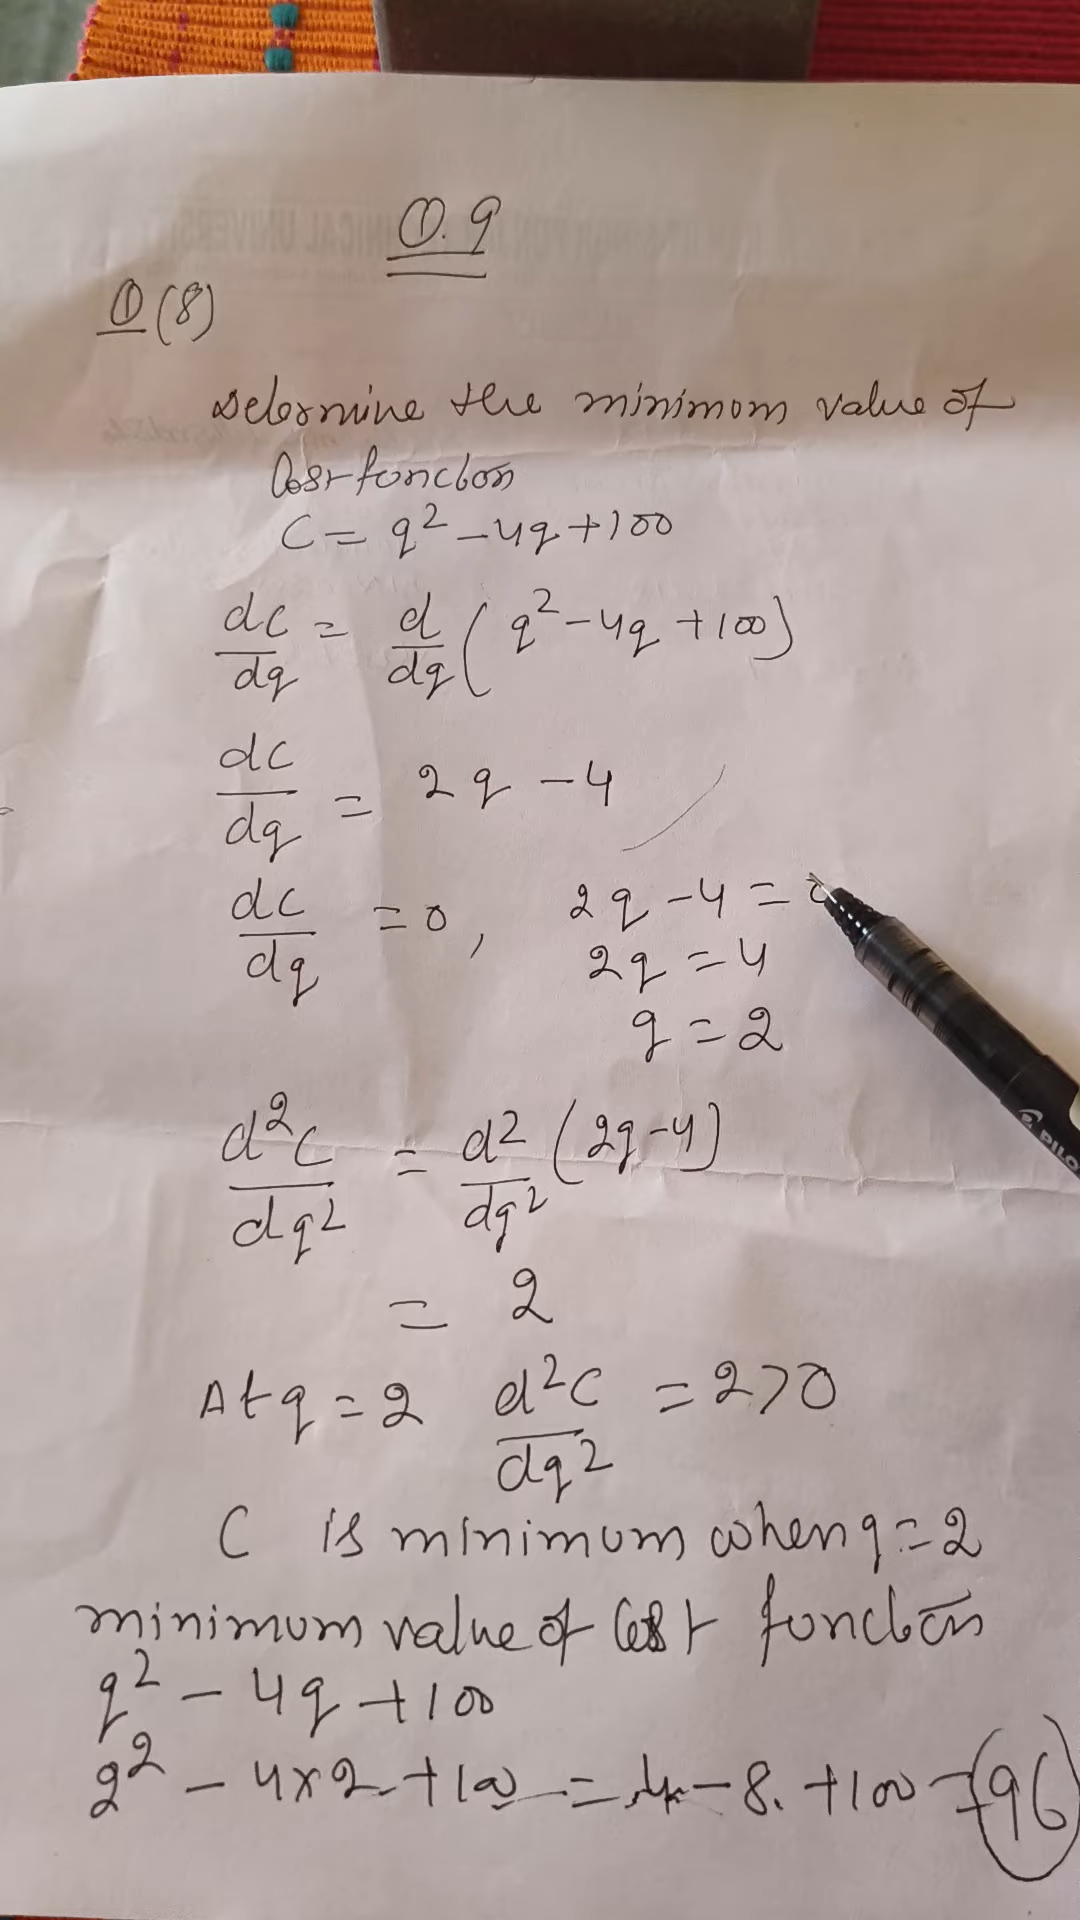 Q.9
Q(8)
Determine the minimum value of
Cost function
C = q² - 4q + 100
dC/dq = d/dq (q² - 4q + 100)
dC/dq = 2q - 4
dC/dq = 0, 2q - 4 = 0
2q = 4
q = 2
d²C/dq² = d²/dq² (2q - 4)
= 2
At q = 2 d²C/dq² = 2 > 0
C is minimum when q = 2
minimum value of Cost function
q² - 4q + 100
2² - 4 x 2 + 100 = 4 - 8 + 100 = 96
PILO